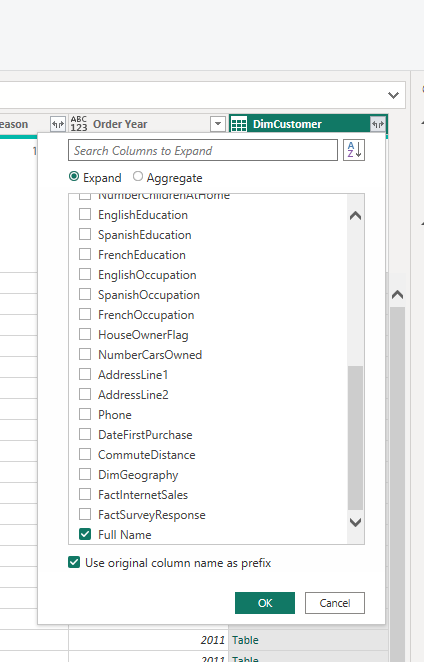 eason
ABC
123
Order Year
DimCustomer
1
Search Columns to Expand
A
Z
Expand
Aggregate
NumberChildrenAtHome
EnglishEducation
SpanishEducation
FrenchEducation
EnglishOccupation
SpanishOccupation
FrenchOccupation
HouseOwnerFlag
NumberCarsOwned
AddressLine1
AddressLine2
Phone
DateFirstPurchase
CommuteDistance
DimGeography
FactInternetSales
FactSurveyResponse
Full Name
Use original column name as prefix
OK
Cancel
2011 Table
2011 Table